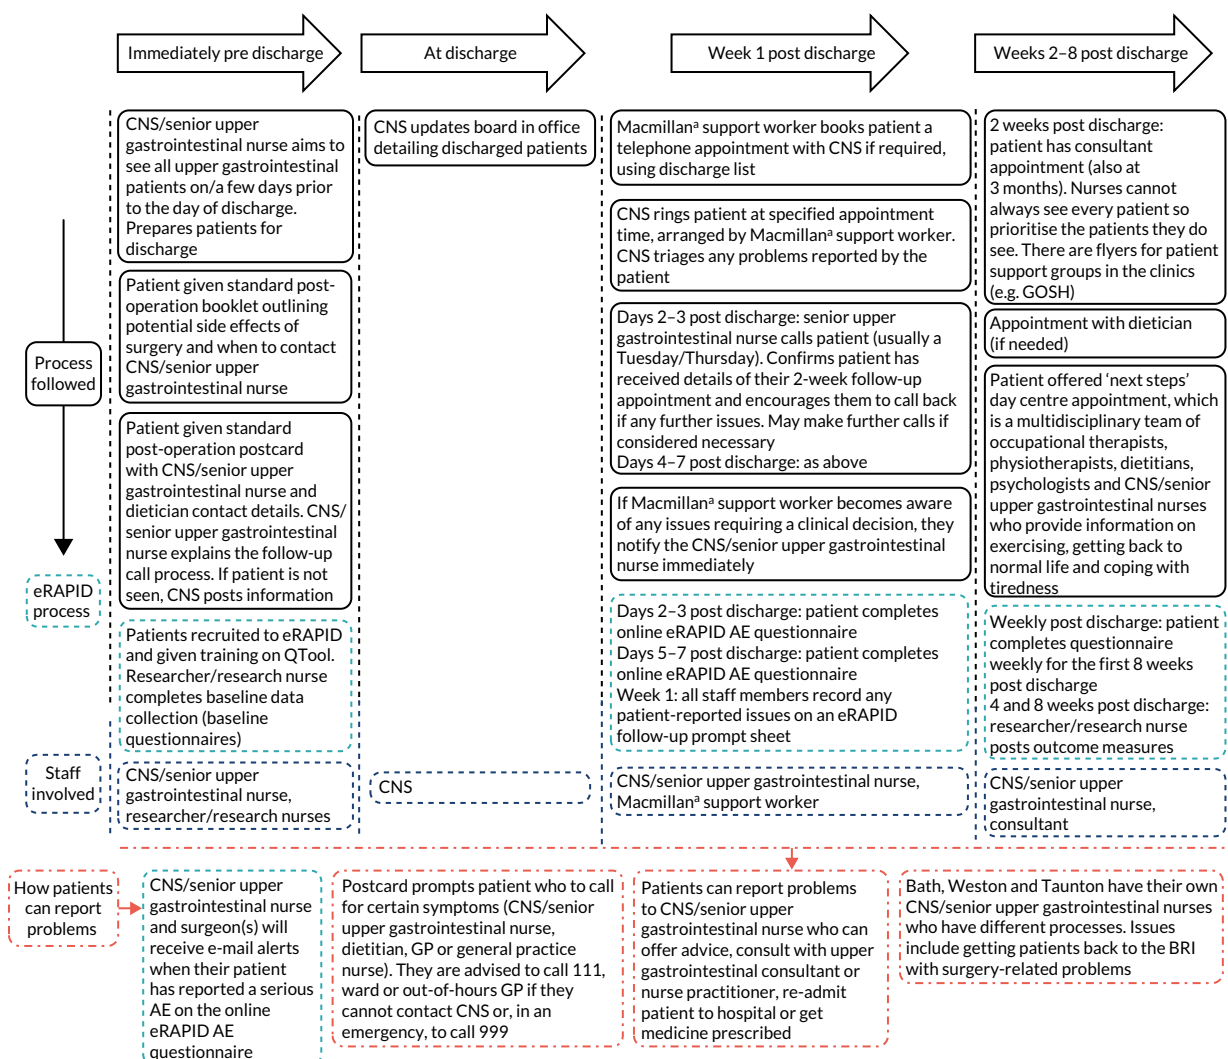 Immediately pre discharge
At discharge
Week 1 post discharge
Weeks 2–8 post discharge
Process
followed
CNS/senior upper
gastrointestinal nurse aims to
see all upper gastrointestinal
patients on/a few days prior
to the day of discharge.
Prepares patients for
discharge
Patient given standard post-
operation booklet outlining
potential side effects of
surgery and when to contact
CNS/senior upper
gastrointestinal nurse
Patient given standard
post-operation postcard
with CNS/senior upper
gastrointestinal nurse and
dietician contact details. CNS/
senior upper gastrointestinal
nurse explains the follow-up
call process. If patient is not
seen, CNS posts information
CNS updates board in office
detailing discharged patients
Macmillanᵃ support worker books patient a
telephone appointment with CNS if required,
using discharge list
CNS rings patient at specified appointment
time, arranged by Macmillanᵃ support worker.
CNS triages any problems reported by the
patient
Days 2–3 post discharge: senior upper
gastrointestinal nurse calls patient (usually a
Tuesday/Thursday). Confirms patient has
received details of their 2-week follow-up
appointment and encourages them to call back
if any further issues. May make further calls if
considered necessary
Days 4–7 post discharge: as above
If Macmillanᵃ support worker becomes aware
of any issues requiring a clinical decision, they
notify the CNS/senior upper gastrointestinal
nurse immediately
2 weeks post discharge:
patient has consultant
appointment (also at
3 months). Nurses cannot
always see every patient so
prioritise the patients they do
see. There are flyers for patient
support groups in the clinics
(e.g. GOSH)
Appointment with dietician
(if needed)
Patient offered ‘next steps’
day centre appointment, which
is a multidisciplinary team of
occupational therapists,
physiotherapists, dietitians,
psychologists and CNS/senior
upper gastrointestinal nurses
who provide information on
exercising, getting back to
normal life and coping with
tiredness
eRAPID
process
Patients recruited to eRAPID
and given training on QTool.
Researcher/research nurse
completes baseline data
collection (baseline
questionnaires)
Days 2–3 post discharge: patient completes
online eRAPID AE questionnaire
Days 5–7 post discharge: patient completes
online eRAPID AE questionnaire
Week 1: all staff members record any
patient-reported issues on an eRAPID
follow-up prompt sheet
Weekly post discharge: patient
completes questionnaire
weekly for the first 8 weeks
post discharge
4 and 8 weeks post discharge:
researcher/research nurse
posts outcome measures
Staff
involved
CNS/senior upper
gastrointestinal nurse,
researcher/research nurses
CNS
CNS/senior upper gastrointestinal nurse,
Macmillanᵃ support worker
CNS/senior upper
gastrointestinal nurse,
consultant
How patients
can report
problems
CNS/senior upper
gastrointestinal nurse
and surgeon(s) will
receive e-mail alerts
when their patient
has reported a serious
AE on the online
eRAPID AE
questionnaire
Postcard prompts patient who to call
for certain symptoms (CNS/senior
upper gastrointestinal nurse,
dietitian, GP or general practice
nurse). They are advised to call 111,
ward or out-of-hours GP if they
cannot contact CNS or, in an
emergency, to call 999
Patients can report problems
to CNS/senior upper
gastrointestinal nurse who can
offer advice, consult with upper
gastrointestinal consultant or
nurse practitioner, re-admit
patient to hospital or get
medicine prescribed
Bath, Weston and Taunton have their own
CNS/senior upper gastrointestinal nurses
who have different processes. Issues
include getting patients back to the BRI
with surgery-related problems